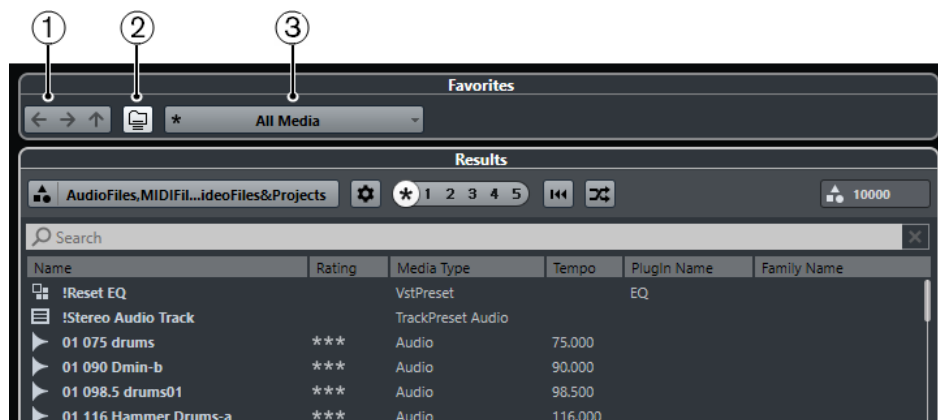 1 2 3
Favorites
* All Media
Results
AudioFiles,MIDIFil...ideoFiles&Projects * 1 2 3 4 5 10000
Search
Name Rating Media Type Tempo PlugIn Name Family Name
!Reset EQ VstPreset EQ
!Stereo Audio Track TrackPreset Audio
01 075 drums *** Audio 75.000
01 090 Dmin-b *** Audio 90.000
01 098.5 drums01 *** Audio 98.500
01 116 Hammer Drums-a *** Audio 116.000